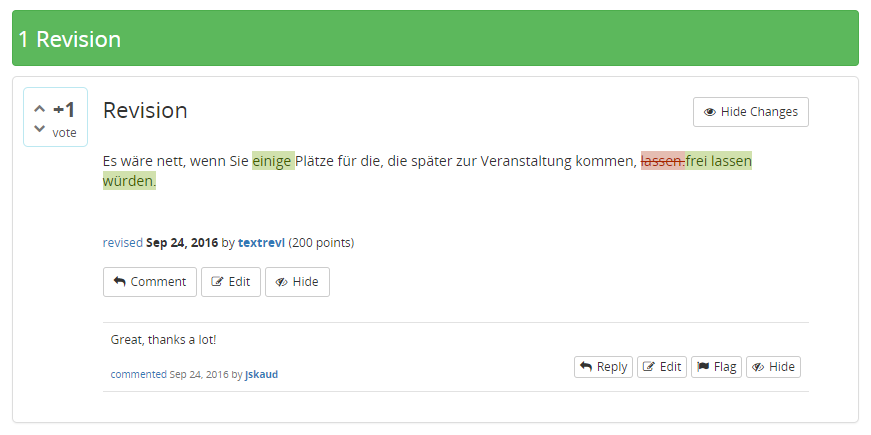 1 Revision
+1
vote
Revision
Hide Changes
Es wäre nett, wenn Sie einige Plätze für die, die später zur Veranstaltung kommen, lassen.frei lassen
würden.
revised Sep 24, 2016 by textrevl (200 points)
Comment Edit Hide
Great, thanks a lot!
commented Sep 24, 2016 by jskaud
Reply Edit Flag Hide